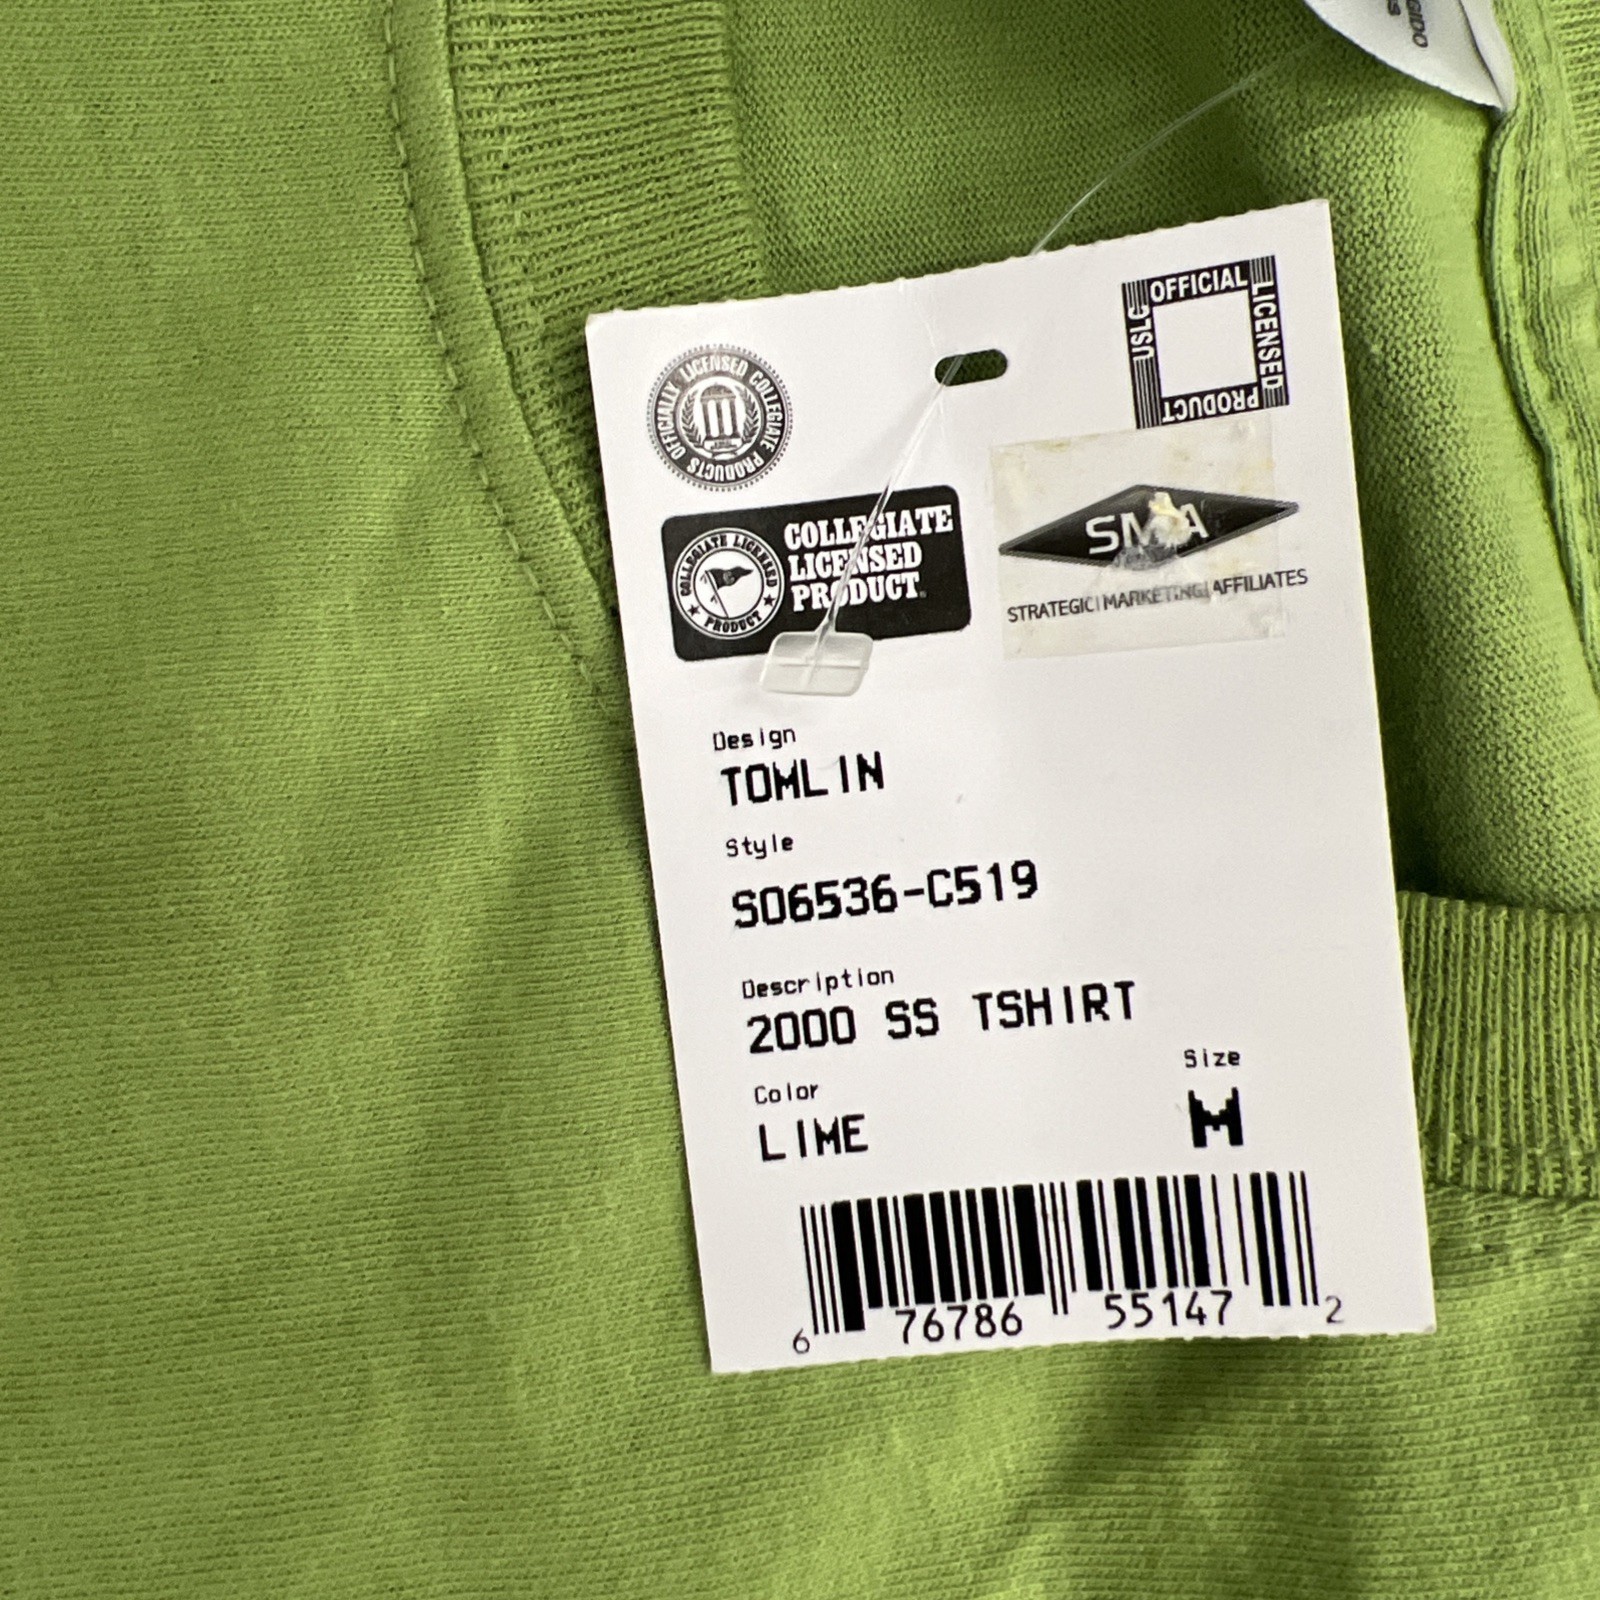 OFFICIALLY LICENSED COLLEGIATE PRODUCTS
USLC OFFICIAL LICENSED PRODUCT
COLLEGIATE LICENSED PRODUCT
COLLEGIATE
LICENSED
PRODUCT
SMA
STRATEGIC MARKETING AFFILIATES
Design
TOMLIN
Style
S06536-C519
Description
2000 SS TSHIRT
Color
Size
LIME
M
6 76786 55147 2